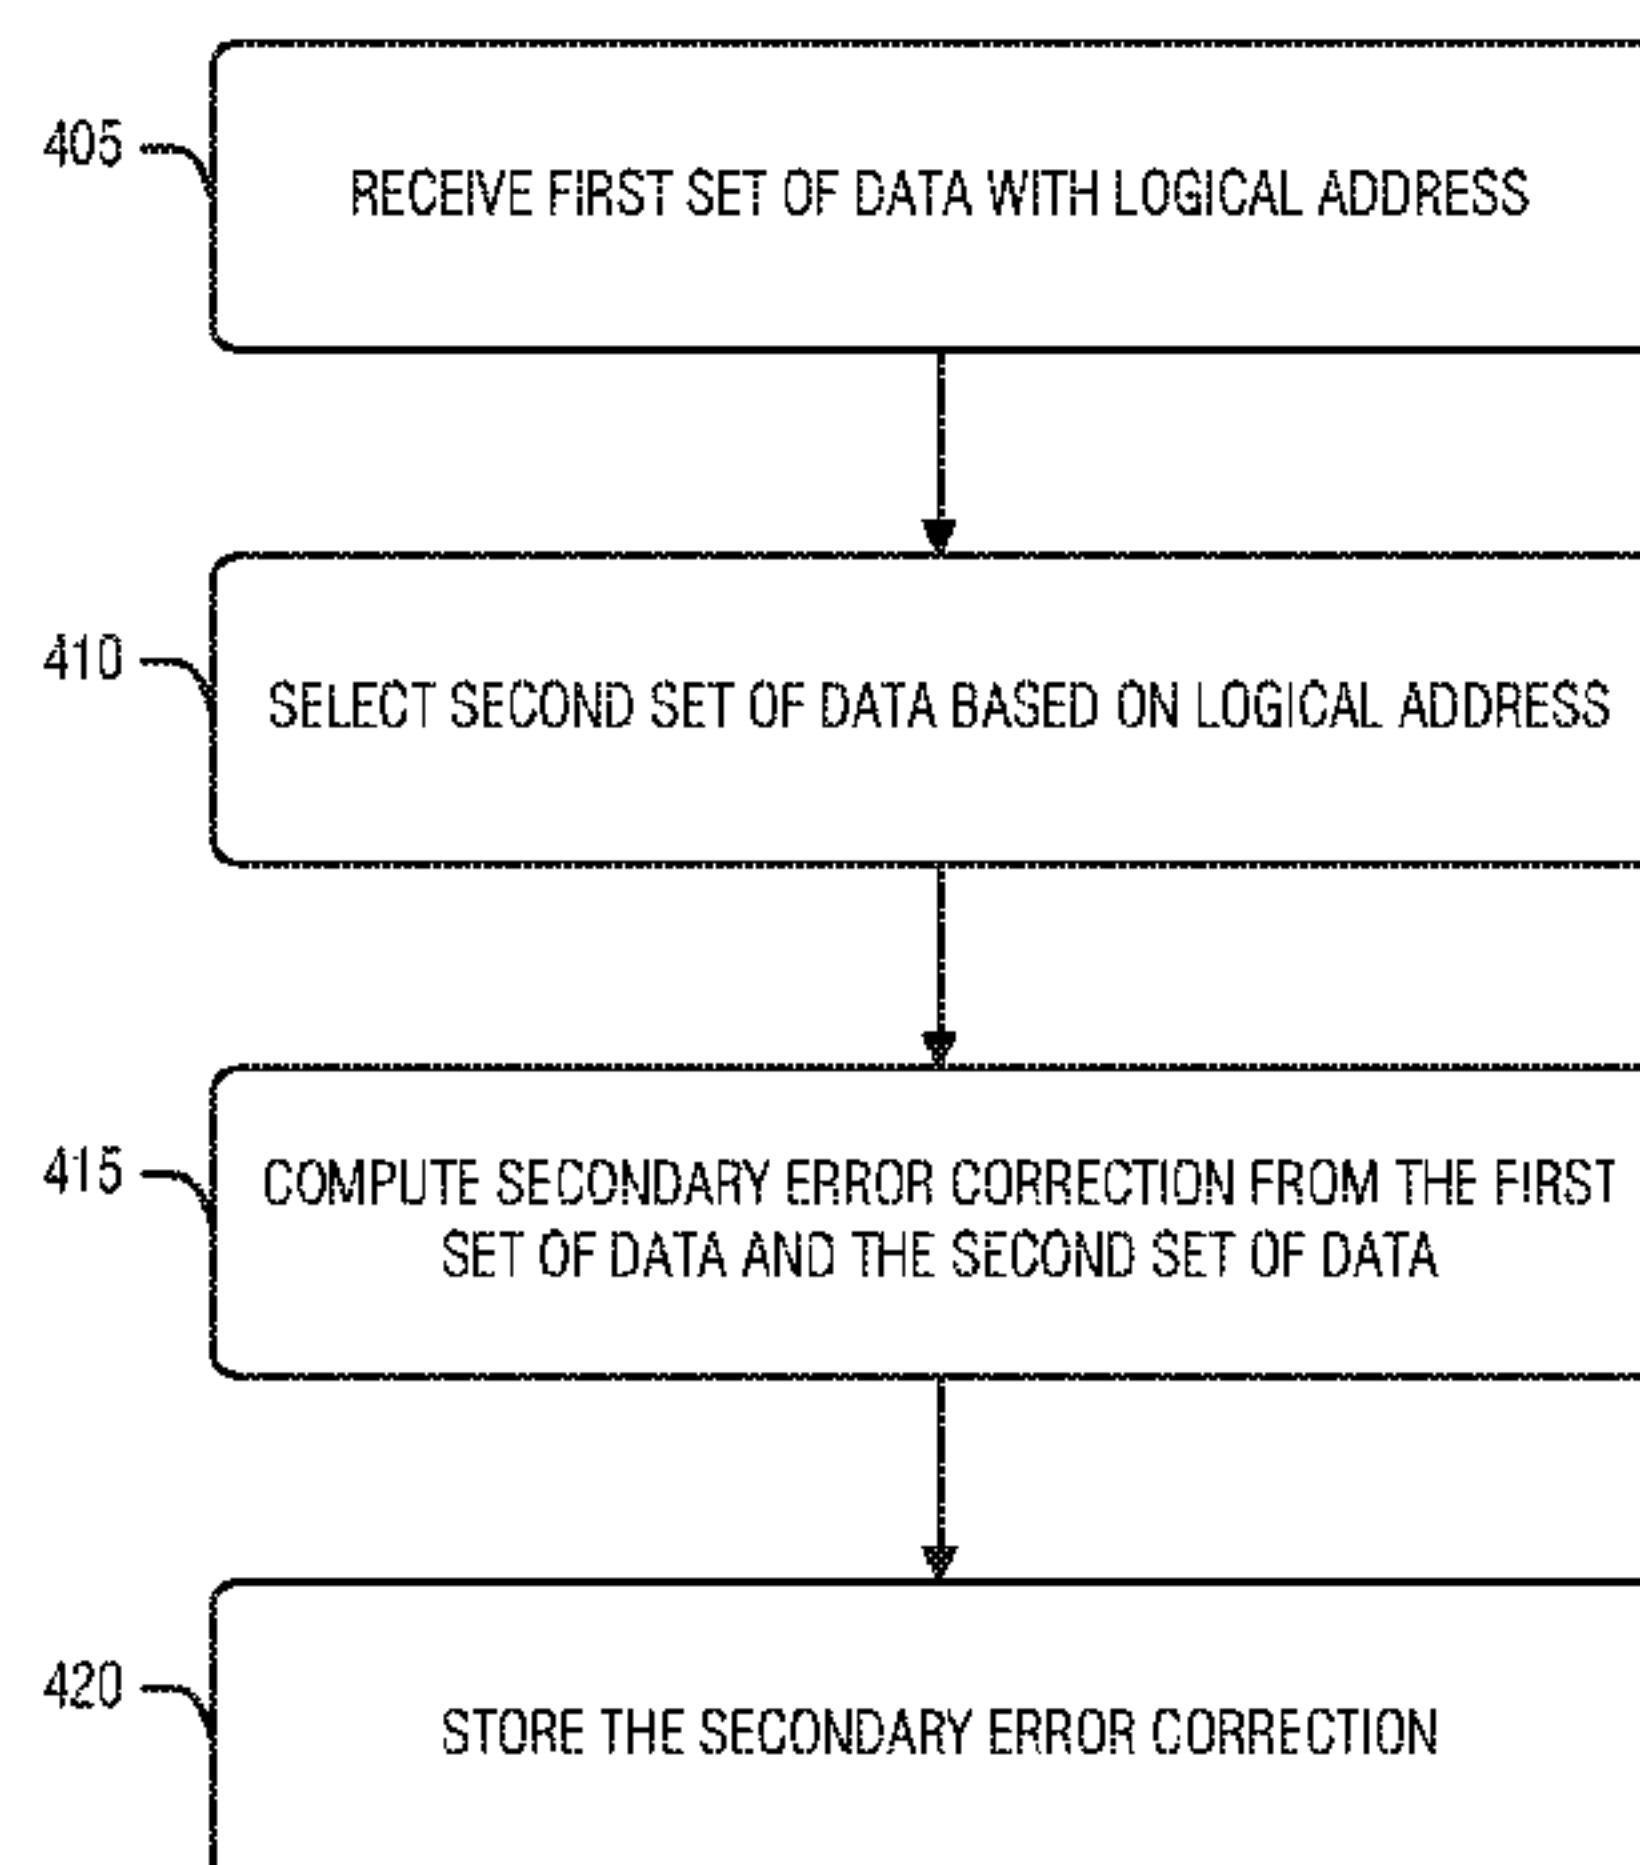 405
RECEIVE FIRST SET OF DATA WITH LOGICAL ADDRESS
410
SELECT SECOND SET OF DATA BASED ON LOGICAL ADDRESS
415
COMPUTE SECONDARY ERROR CORRECTION FROM THE FIRST
SET OF DATA AND THE SECOND SET OF DATA
420
STORE THE SECONDARY ERROR CORRECTION